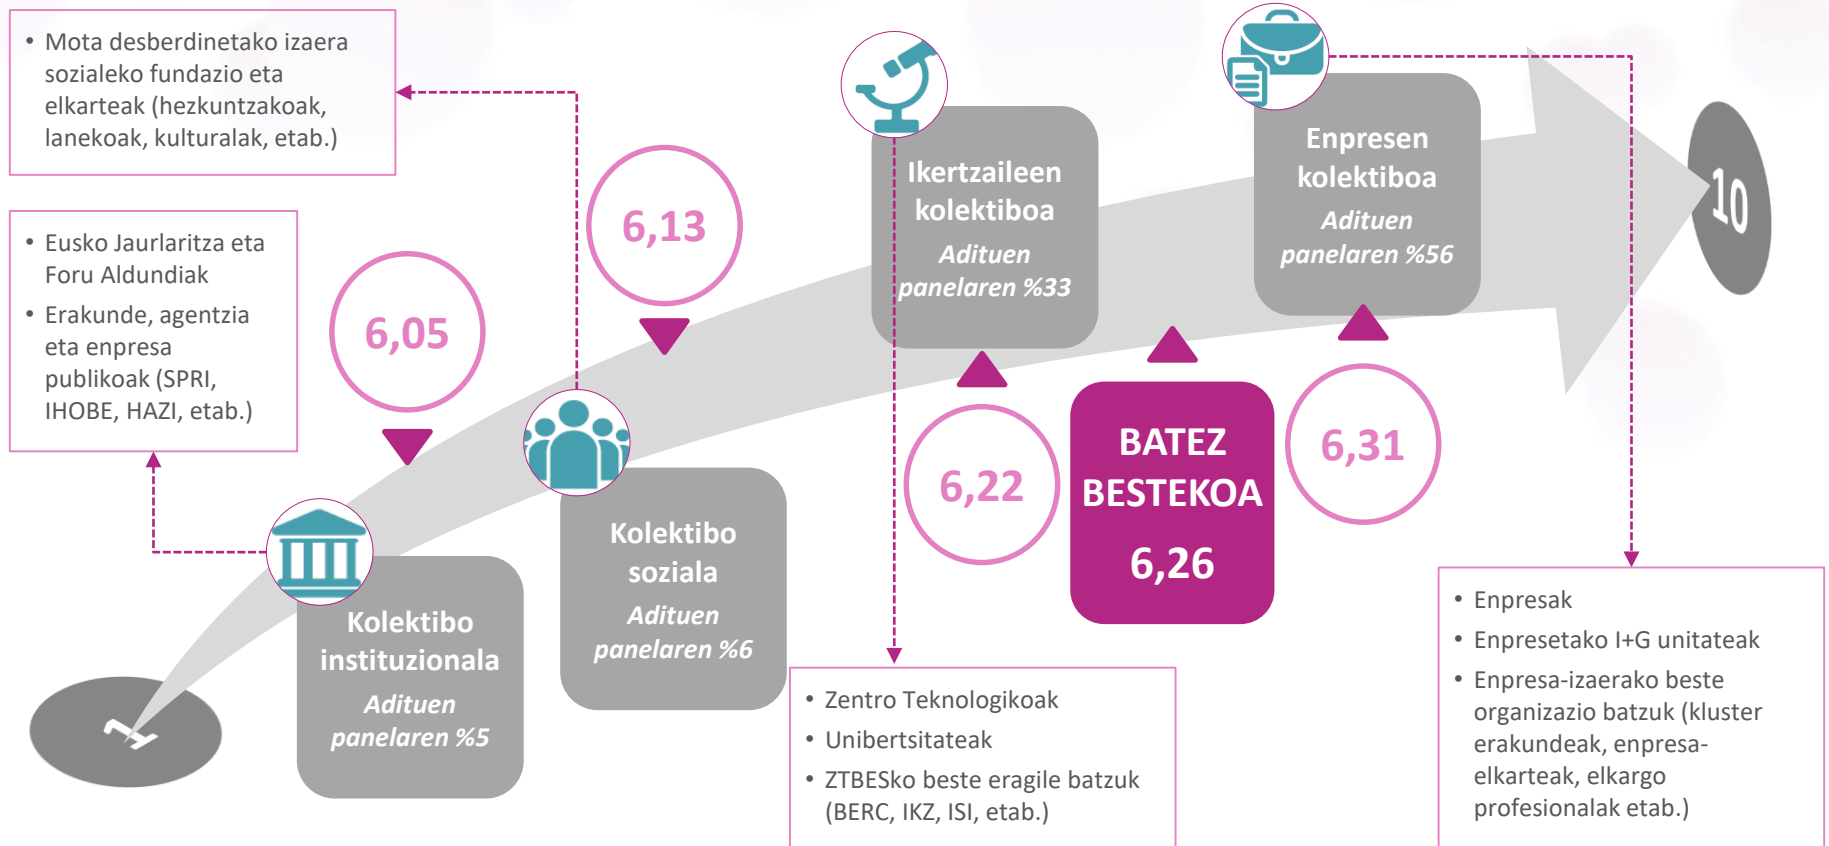 • Mota desberdinetako izaera
sozialeko fundazio eta
elkarteak (hezkuntzakoak,
lanekoak, kulturalak, etab.)
• Eusko Jaurlaritza eta
Foru Aldundiak
• Erakunde, agentzia
eta enpresa
publikoak (SPRI,
IHOBE, HAZI, etab.)
1
6,05
Kolektibo
instituzionala
Adituen
panelaren %5
6,13
Kolektibo
soziala
Adituen
panelaren %6
Ikertzaileen
kolektiboa
Adituen
panelaren %33
6,22
• Zentro Teknologikoak
• Unibertsitateak
• ZTBESko beste eragile batzuk
(BERC, IKZ, ISI, etab.)
BATEZ
BESTEKOA
6,26
Enpresen
kolektiboa
Adituen
panelaren %56
6,31
• Enpresak
• Enpresetako I+G unitateak
• Enpresa-izaerako beste
organizazio batzuk (kluster
erakundeak, enpresa-
elkarteak, elkargo
profesionalak etab.)
10